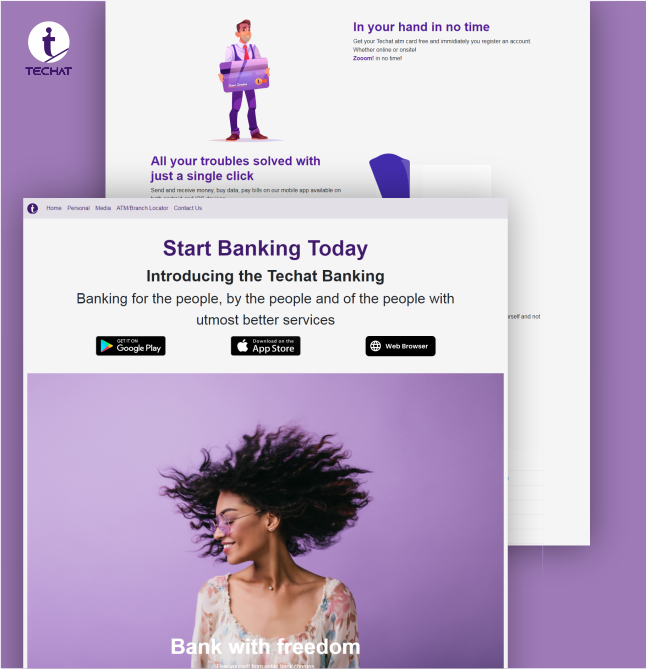 TECHAT
In your hand in no time
Get your Techat atm card free and immidiately you register an account.
Whether online or onsite!
Zooom! in no time!
All your troubles solved with
just a single click
Send and receive money, buy data, pay bills on our mobile app available on
Home Personal Media ATM/Branch Locator Contact Us
Start Banking Today
Introducing the Techat Banking
Banking for the people, by the people and of the people with
utmost better services
GET IT ON
Google Play
Download on the
App Store
Web Browser
and not
Bank with freedom